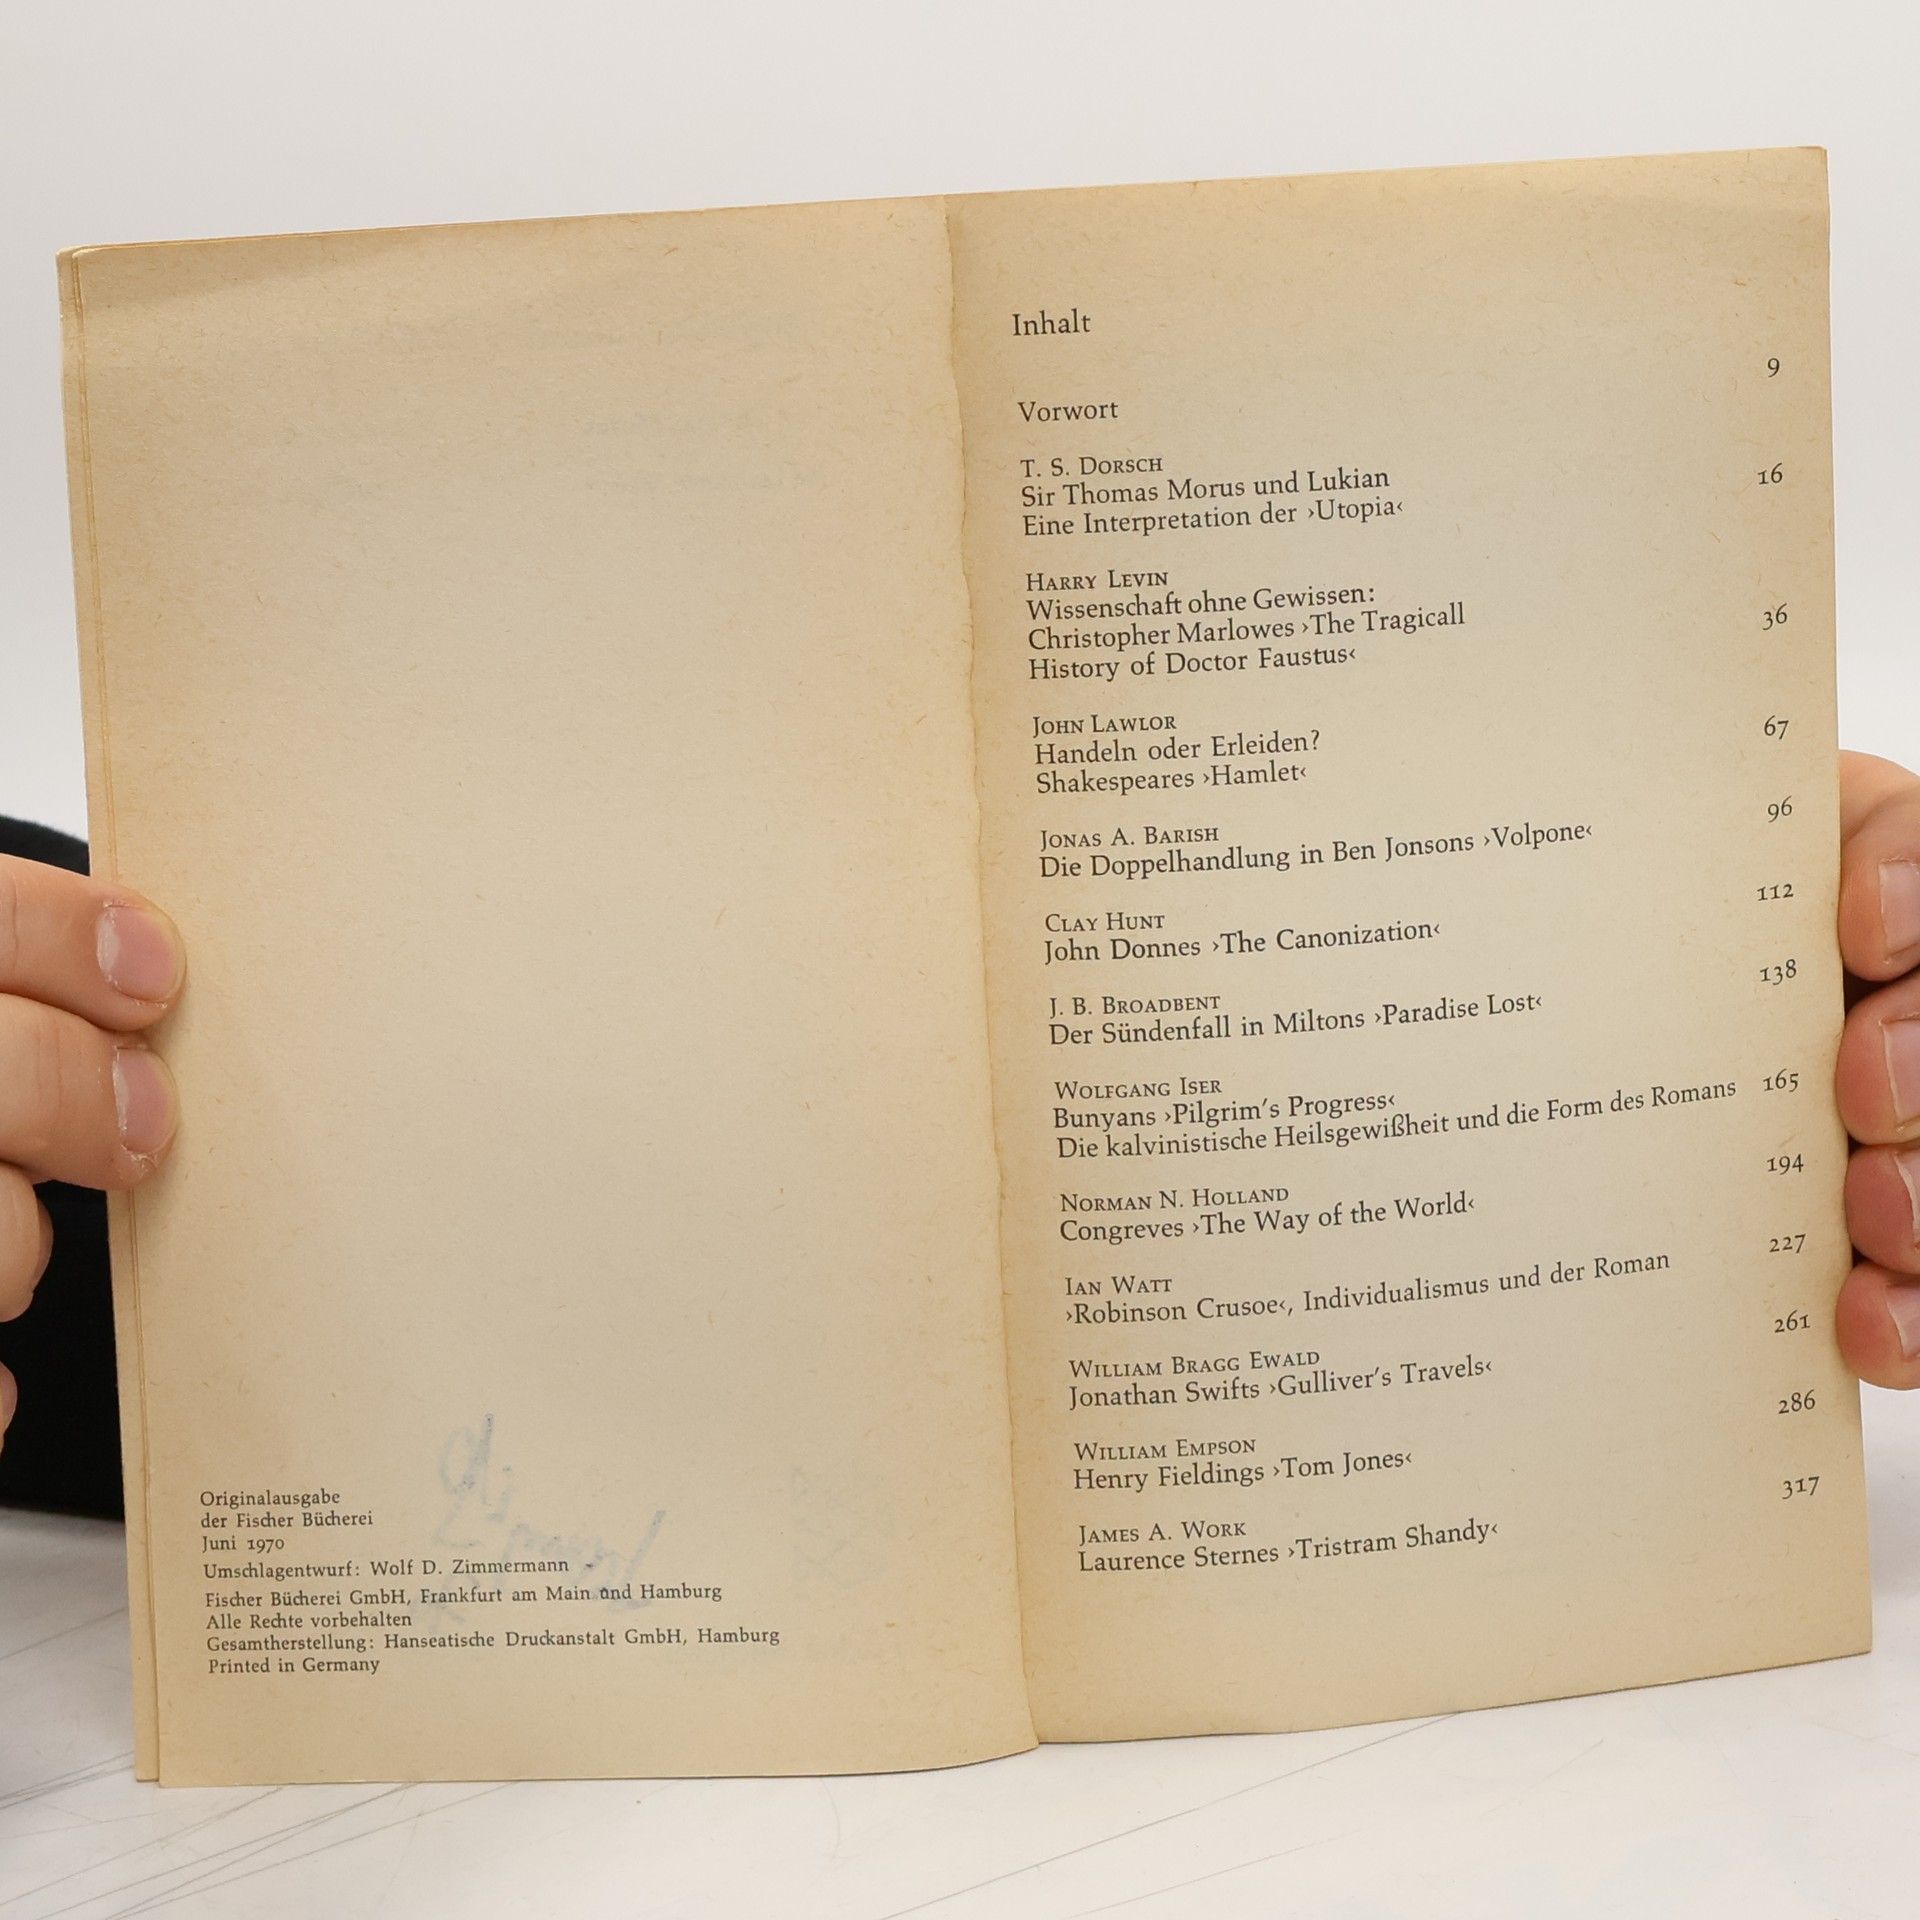 Originalausgabe
der Fischer Bücherei
Juni 1970
Umschlagentwurf: Wolf D. Zimmermann
Fischer Bücherei GmbH, Frankfurt am Main und Hamburg
Alle Rechte vorbehalten
Gesamtherstellung: Hanseatische Druckanstalt GmbH, Hamburg
Printed in Germany
Inhalt
Vorwort 9
T. S. Dorsch
Sir Thomas Morus und Lukian
Eine Interpretation der ›Utopia‹ 16
Harry Levin
Wissenschaft ohne Gewissen:
Christopher Marlowes ›The Tragicall
History of Doctor Faustus‹ 36
John Lawlor
Handeln oder Erleiden?
Shakespeares ›Hamlet‹ 67
Jonas A. Barish
Die Doppelhandlung in Ben Jonsons ›Volpone‹ 96
Clay Hunt
John Donnes ›The Canonization‹ 112
J. B. Broadbent
Der Sündenfall in Miltons ›Paradise Lost‹ 138
Wolfgang Iser
Bunyans ›Pilgrim's Progress‹
Die kalvinistische Heilsgewißheit und die Form des Romans 165
Norman N. Holland
Congreves ›The Way of the World‹ 194
Ian Watt
›Robinson Crusoe‹, Individualismus und der Roman 227
William Bragg Ewald
Jonathan Swifts ›Gulliver's Travels‹ 261
William Empson
Henry Fieldings ›Tom Jones‹ 286
James A. Work
Laurence Sternes ›Tristram Shandy‹ 317